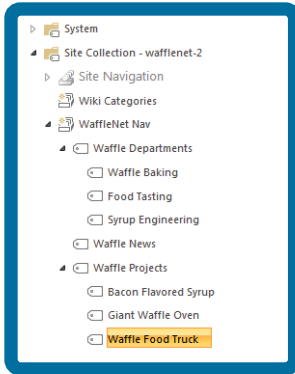 System
Site Collection - wafflenet-2
Site Navigation
Wiki Categories
WaffleNet Nav
Waffle Departments
Waffle Baking
Food Tasting
Syrup Engineering
Waffle News
Waffle Projects
Bacon Flavored Syrup
Giant Waffle Oven
Waffle Food Truck